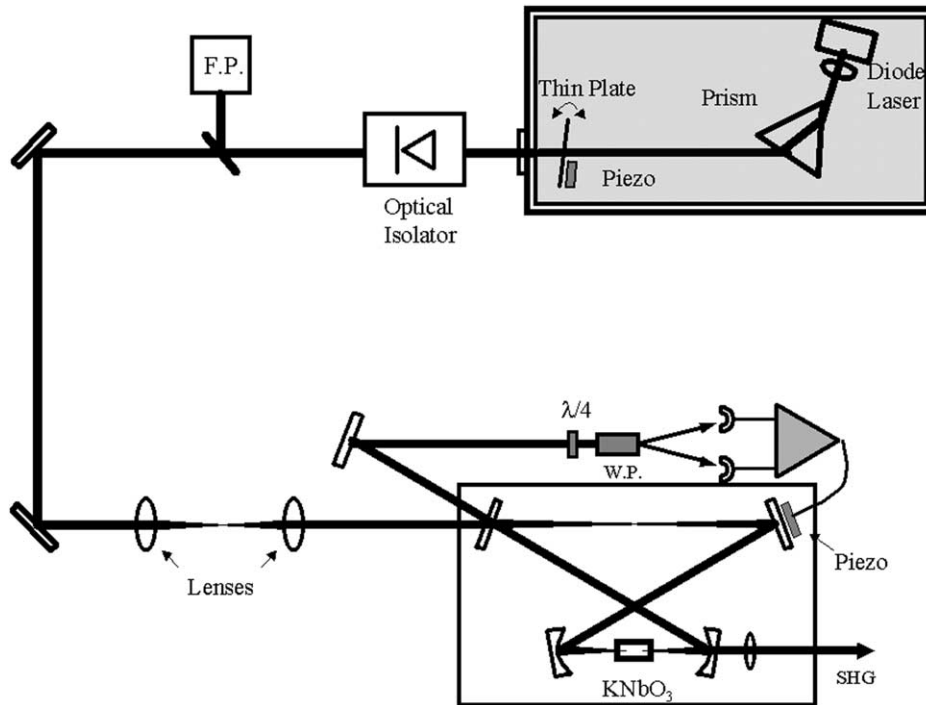 F.P.
Thin Plate
Prism
Diode
Laser
Piezo
Optical
Isolator
λ/4
W.P.
Lenses
Piezo
KNbO₃
SHG